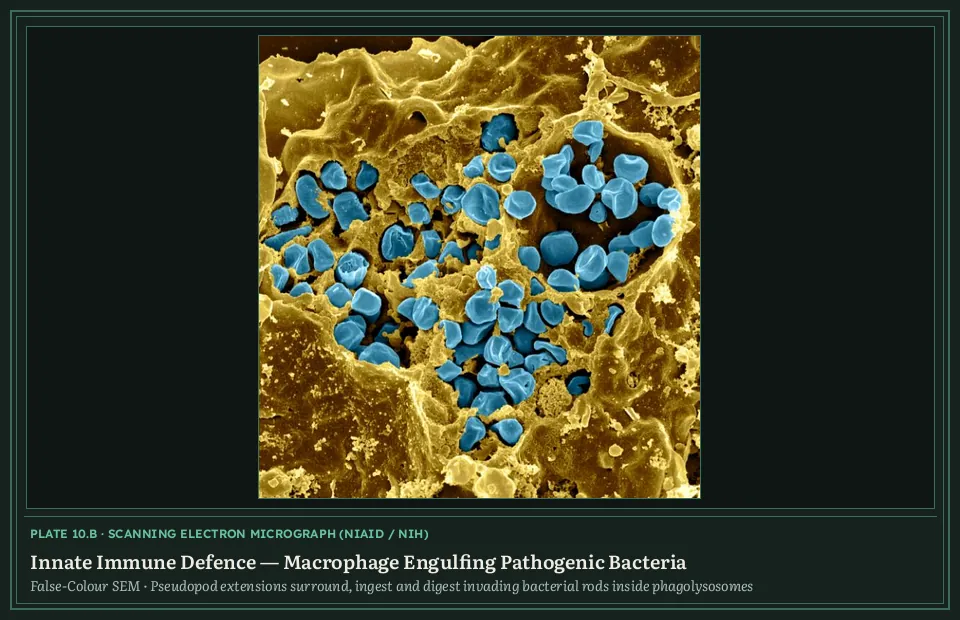 PLATE 10.B · SCANNING ELECTRON MICROGRAPH (NIAID / NIH)
Innate Immune Defence — Macrophage Engulfing Pathogenic Bacteria
False-Colour SEM · Pseudopod extensions surround, ingest and digest invading bacterial rods inside phagolysosomes